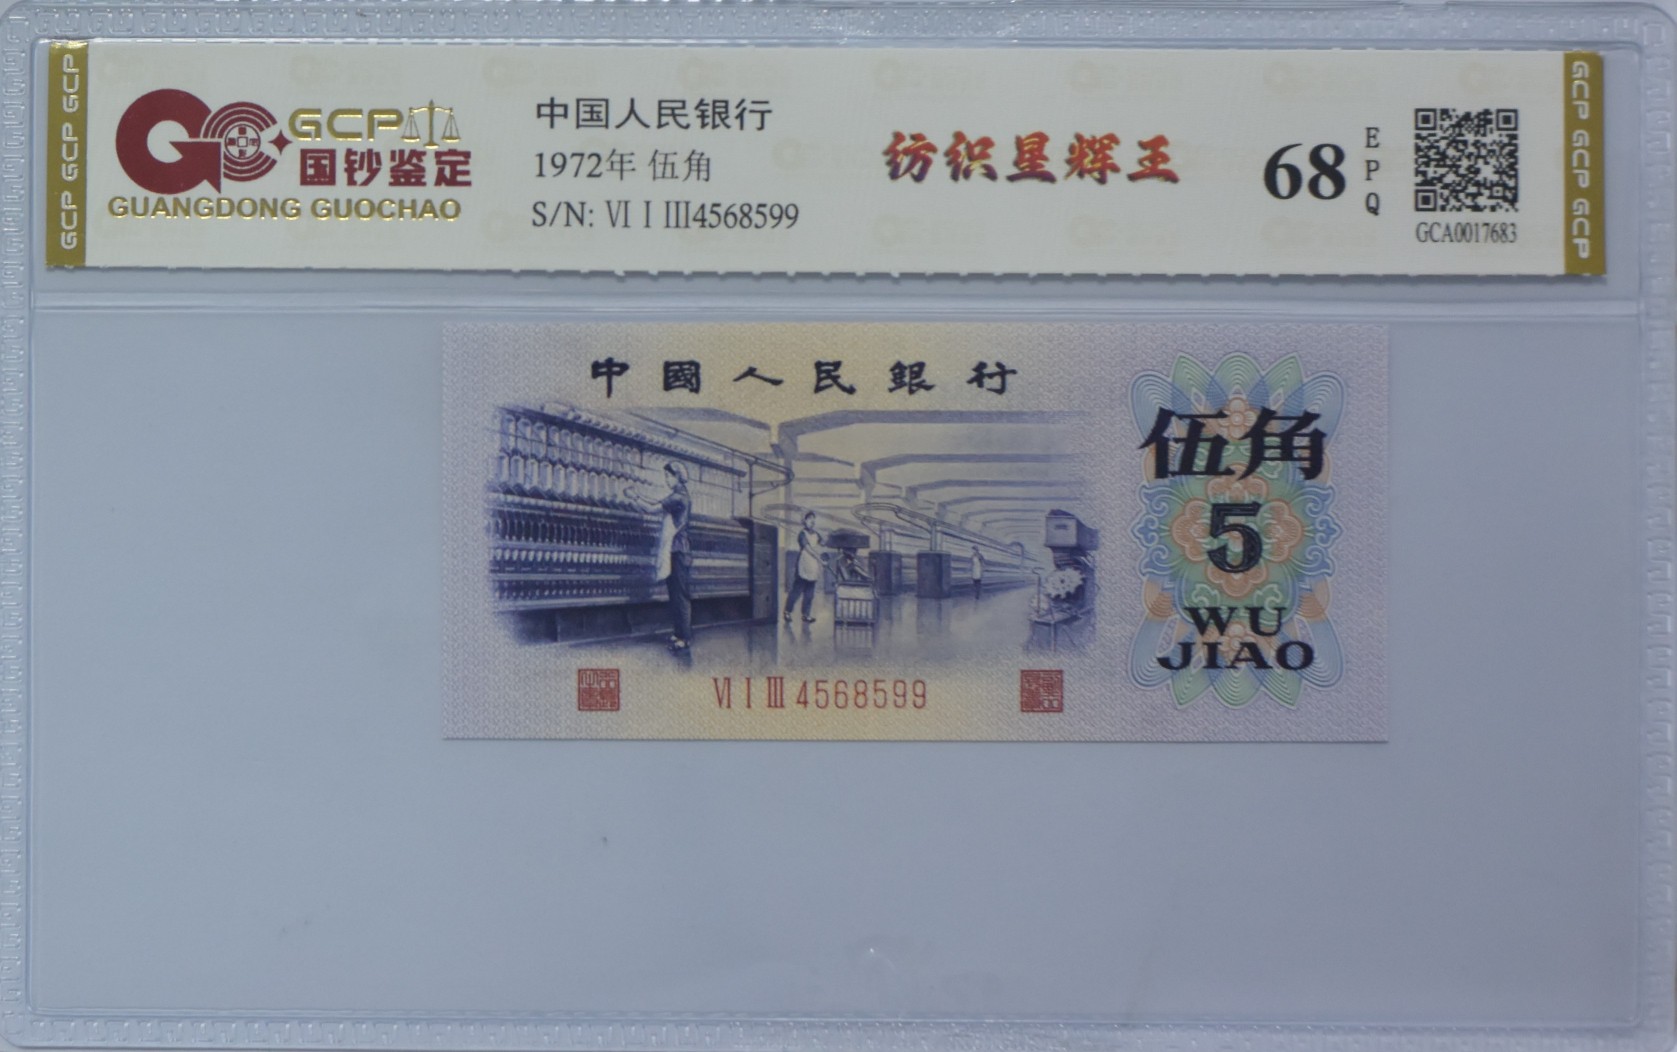 GCP GCP GCP
GCP
国钞鉴定
GUANGDONG GUOCHAO
中国人民银行
1972年 伍角
S/N: Ⅵ Ⅰ Ⅲ4568599
纺织星辉王
68
EPQ
GCA0017683
GCP GCP GCP
中國人民銀行
伍角
5
WU
JIAO
Ⅵ Ⅰ Ⅲ 4568599